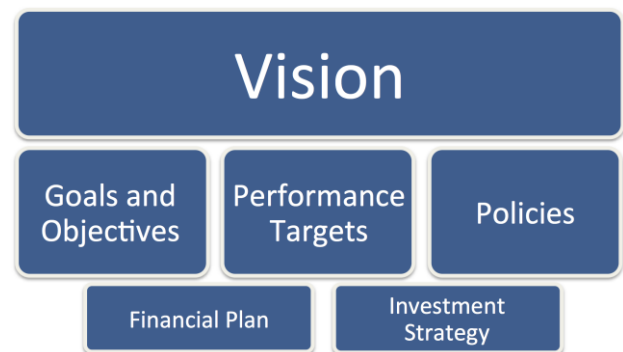 Vision
Goals and
Objectives
Performance
Targets
Policies
Financial Plan
Investment
Strategy